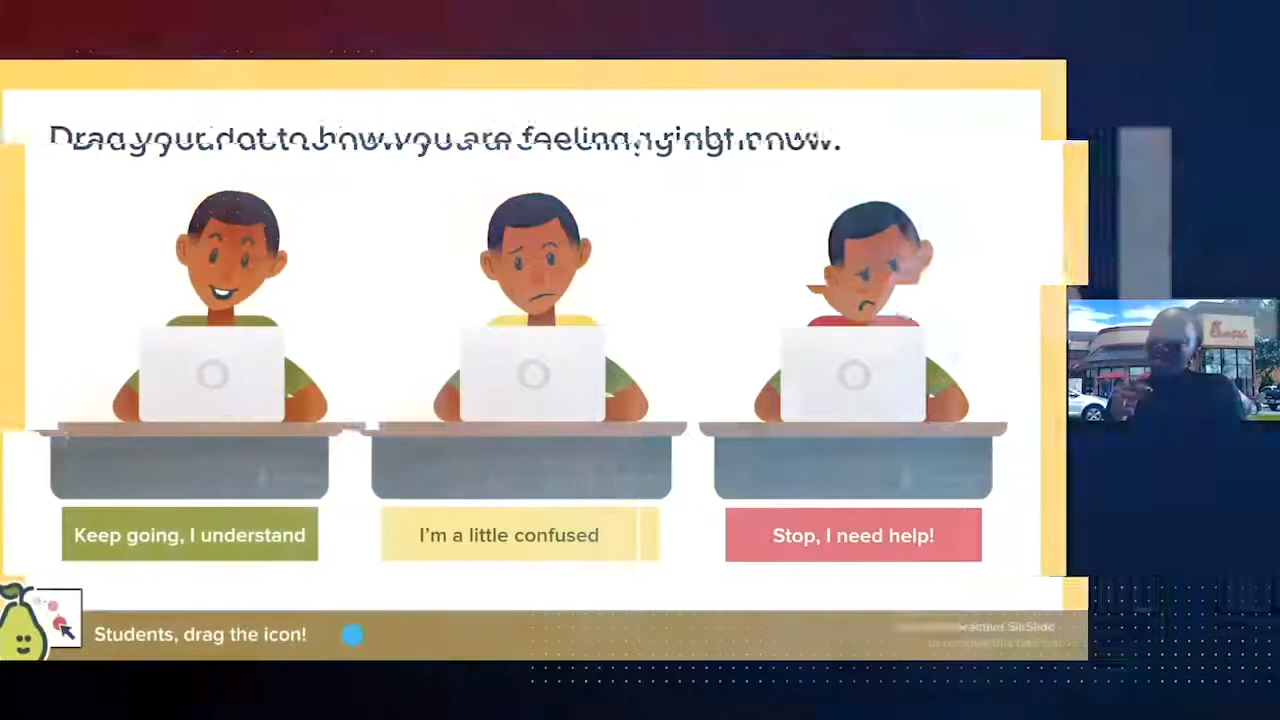 Drag your dot to how you are feeling right now.
Keep going, I understand
I'm a little confused
Stop, I need help!
Students, drag the icon!